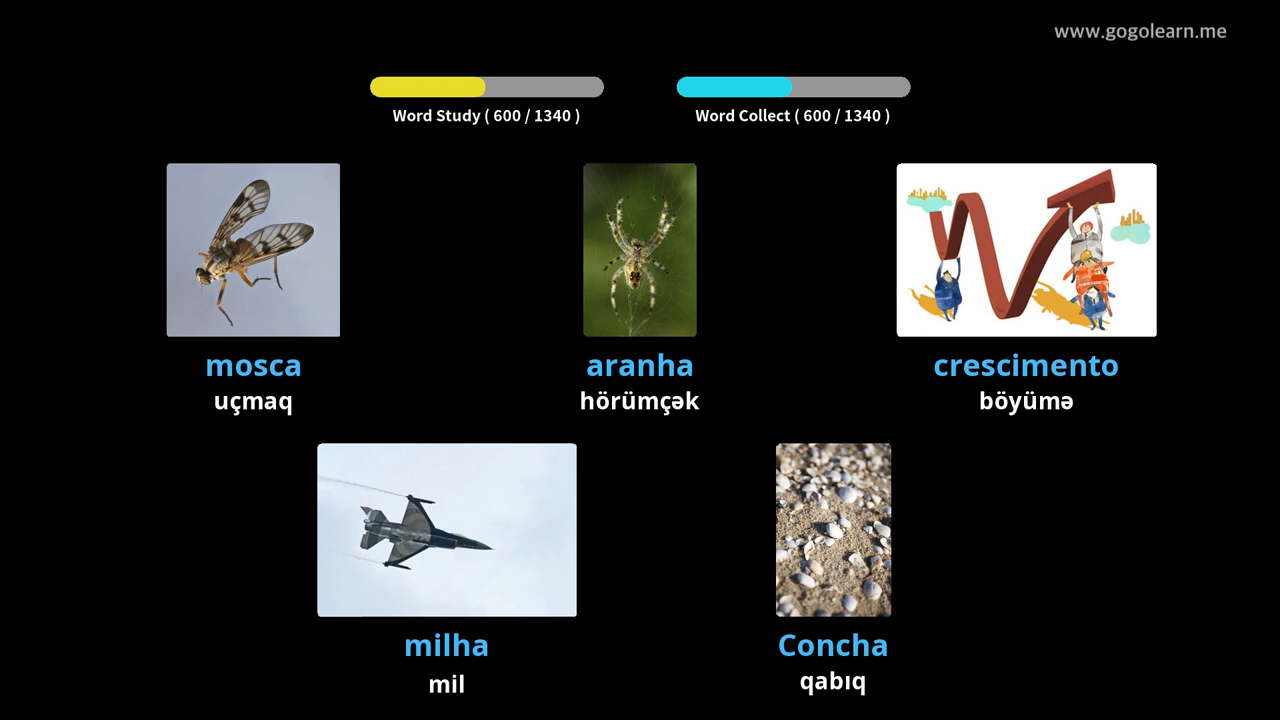 www.gogolearn.me
Word Study ( 600 / 1340 )
Word Collect ( 600 / 1340 )
mosca
uçmaq
aranha
hörümçək
crescimento
böyümə
milha
mil
Concha
qabıq